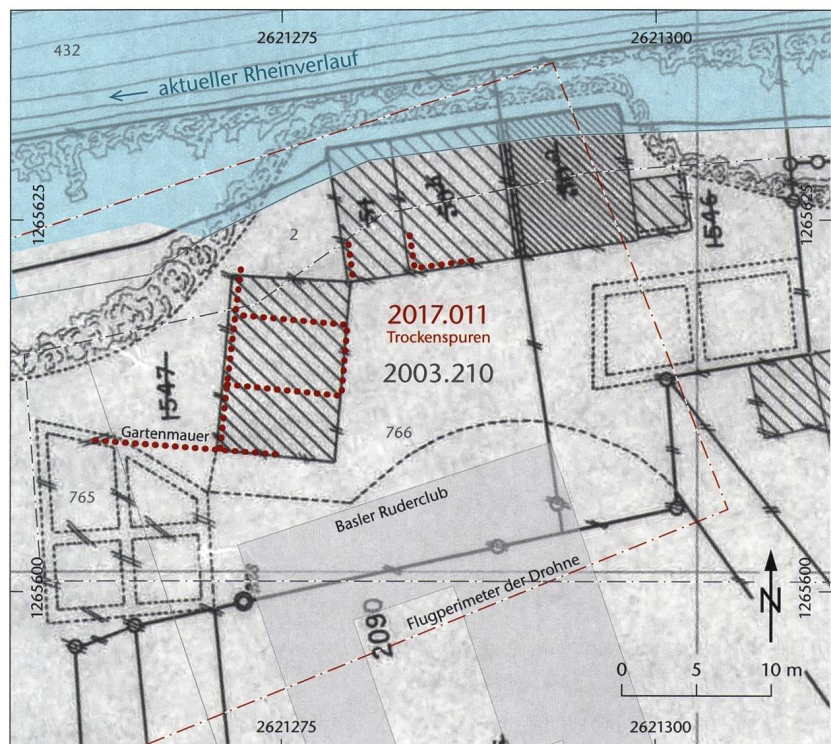 2621275
2621300
432
aktueller Rheinverlauf
1265625
1265625
51
1546
2
2017.011
Trockenspuren
2003.210
1547
Gartenmauer
766
765
Basler Ruderclub
Flugperimeter der Drohne
2090
1265600
1265600
N
0 5 10 m
2621275
2621300